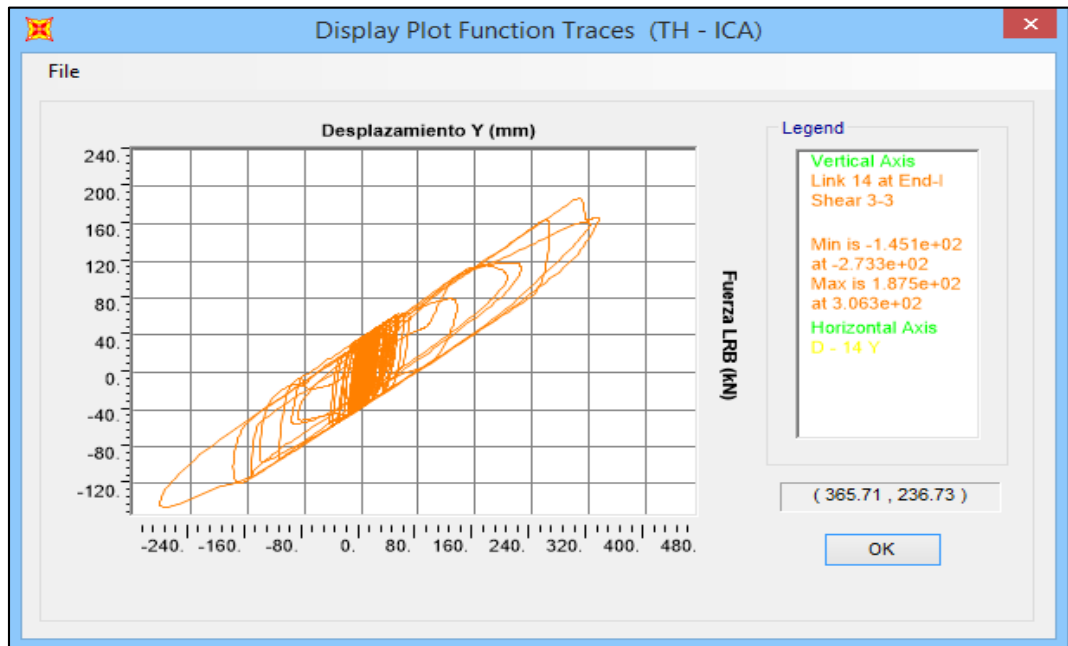 Display Plot Function Traces (TH - ICA)
File
Desplazamiento Y (mm)
240.
200.
160.
120.
80.
40.
0.
-40.
-80.
-120.
-240. -160. -80. 0. 80. 160. 240. 320. 400. 480.
Fuerza LRB (kN)
Legend
Vertical Axis
Link 14 at End-I
Shear 3-3
Min is -1.451e+02
at -2.733e+02
Max is 1.875e+02
at 3.063e+02
Horizontal Axis
D - 14 Y
( 365.71 , 236.73 )
OK